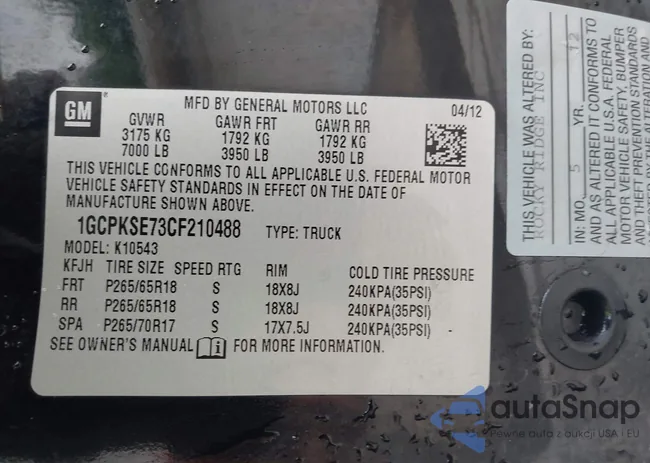 GM
MFD BY GENERAL MOTORS LLC
04/12
GVWR GAWR FRT GAWR RR
3175 KG 1792 KG 1792 KG
7000 LB 3950 LB 3950 LB
THIS VEHICLE CONFORMS TO ALL APPLICABLE U.S. FEDERAL MOTOR
VEHICLE SAFETY STANDARDS IN EFFECT ON THE DATE OF
MANUFACTURE SHOWN ABOVE.
1GCPKSE73CF210488 TYPE: TRUCK
MODEL: K10543
KFJH TIRE SIZE SPEED RTG RIM COLD TIRE PRESSURE
FRT P265/65R18 S 18X8J 240KPA(35PSI)
RR P265/65R18 S 18X8J 240KPA(35PSI)
SPA P265/70R17 S 17X7.5J 240KPA(35PSI) -
SEE OWNER'S MANUAL FOR MORE INFORMATION.
THIS VEHICLE WAS ALTERED BY
ROCKY RIDGE INC
IN: MO. 5 YR. 12
AND AS ALTERED IT CONFORMS TO
ALL APPLICABLE U.S.A. FEDERAL
MOTOR VEHICLE SAFETY, BUMPER
AND THEFT PREVENTION STANDARDS
autaSnap
Pewne auta z aukcji USA i EU